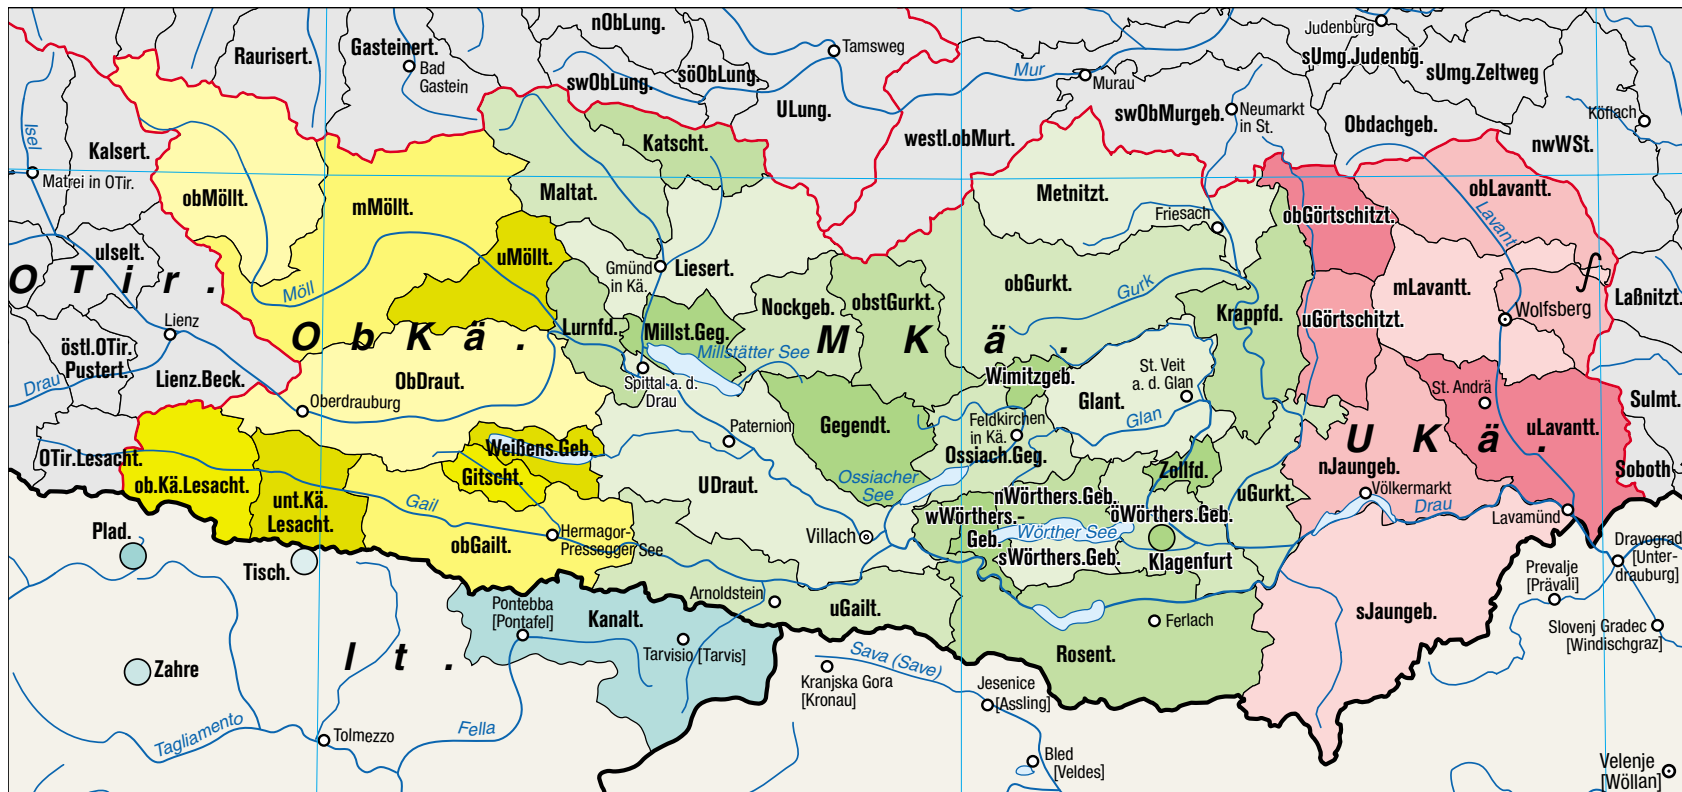 nObLung.
Raurisert.
Gasteinert.
Bad
Gastein
swObLung.
söObLung.
Tamsweg
ULung.
Mur
Murau
Judenburg
sUmg.Judenbg.
sUmg.Zeltweg
Köflach
swObMurgeb.
Neumarkt
in St.
Obdachgeb.
nwWSt.
westl.obMurt.
Isel
Kalsert.
Matrei in OTir.
Katscht.
Maltat.
obMöllt.
mMöllt.
Metnitzt.
Friesach
obGörtschitzt.
obLavantt.
Lavant
uIselt.
OTir.
uMöllt.
Gmünd
in Kä.
Liesert.
Nockgeb.
obstGurkt.
obGurkt.
Gurk
Krappfd.
uGörtschitzt.
mLavantt.
Wolfsberg
Laßnitzt.
Möll
Lienz
ObKä.
Lurnfd.
Millst.Geg.
Millstätter See
MKä.
östl.OTir.
Pustert.
Drau
Lienz.Beck.
ObDraut.
Oberdrauburg
Spittal a. d.
Drau
Wimitzgeb.
St. Veit
a. d. Glan
Glant.
Glan
St. Andrä
uLavantt.
Sulmt.
Paternion
Gegendt.
Feldkirchen
in Kä.
Ossiach.Geg.
UKä.
OTir.Lesacht.
ob.Kä.Lesacht.
unt.Kä.
Lesacht.
Weißens.Geb.
Gitscht.
Gail
UDraut.
Ossiacher
See
Zollfd.
nJaungeb.
Völkermarkt
Soboth.
Drau
Lavamünd
nWörthers.Geb.
öWörthers.Geb.
wWörthers.-
Geb.
Wörther See
sWörthers.Geb.
uGurkt.
Klagenfurt
Plad.
Tisch.
obGailt.
Hermagor-
Pressegger See
Villach
Dravograd
[Unter-
drauburg]
Prevalje
[Prävali]
Arnoldstein
uGailt.
Pontebba
[Pontafel]
Kanalt.
Tarvisio [Tarvis]
Ferlach
Rosent.
sJaungeb.
Slovenj Gradec
[Windischgraz]
It.
Zahre
Sava (Save)
Kranjska Gora
[Kronau]
Jesenice
[Assling]
Tagliamento
Tolmezzo
Fella
Bled
[Veldes]
Velenje
[Wöllan]